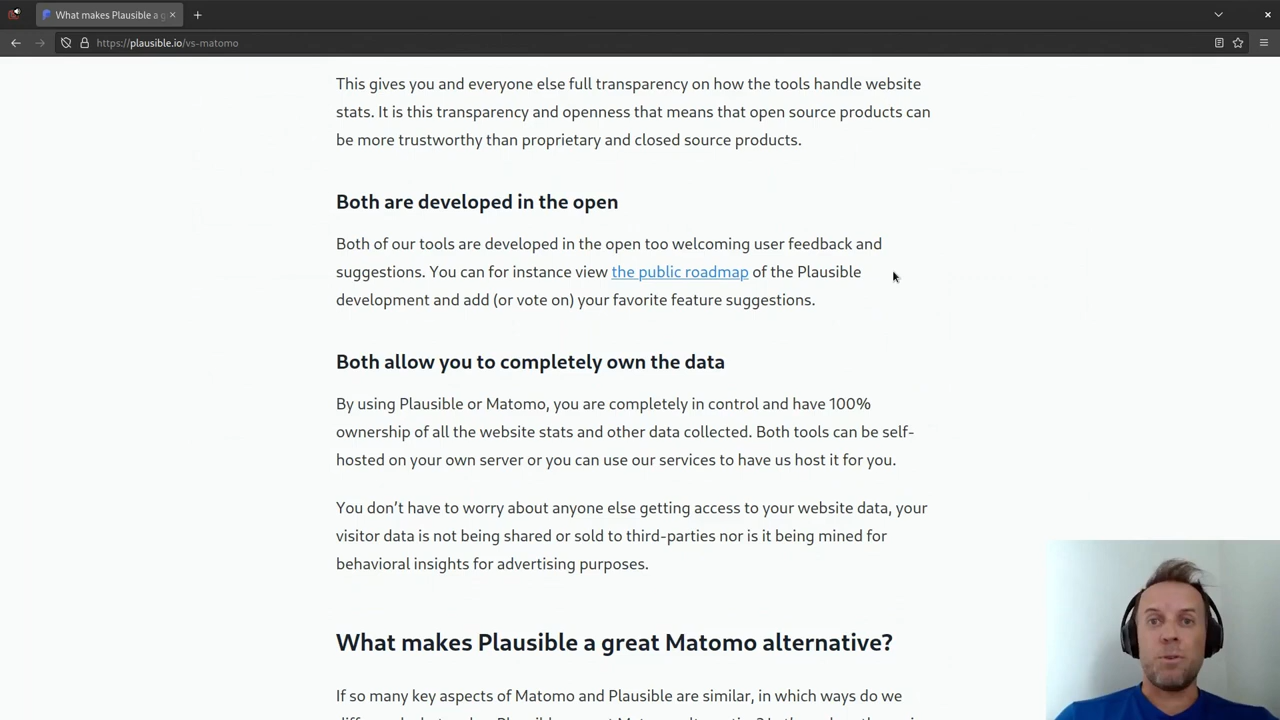 What makes Plausible a g
https://plausible.io/vs-matomo
This gives you and everyone else full transparency on how the tools handle website
stats. It is this transparency and openness that means that open source products can
be more trustworthy than proprietary and closed source products.
Both are developed in the open
Both of our tools are developed in the open too welcoming user feedback and
suggestions. You can for instance view the public roadmap of the Plausible
development and add (or vote on) your favorite feature suggestions.
Both allow you to completely own the data
By using Plausible or Matomo, you are completely in control and have 100%
ownership of all the website stats and other data collected. Both tools can be self-
hosted on your own server or you can use our services to have us host it for you.
You don’t have to worry about anyone else getting access to your website data, your
visitor data is not being shared or sold to third-parties nor is it being mined for
behavioral insights for advertising purposes.
What makes Plausible a great Matomo alternative?
If so many key aspects of Matomo and Plausible are similar, in which ways do we